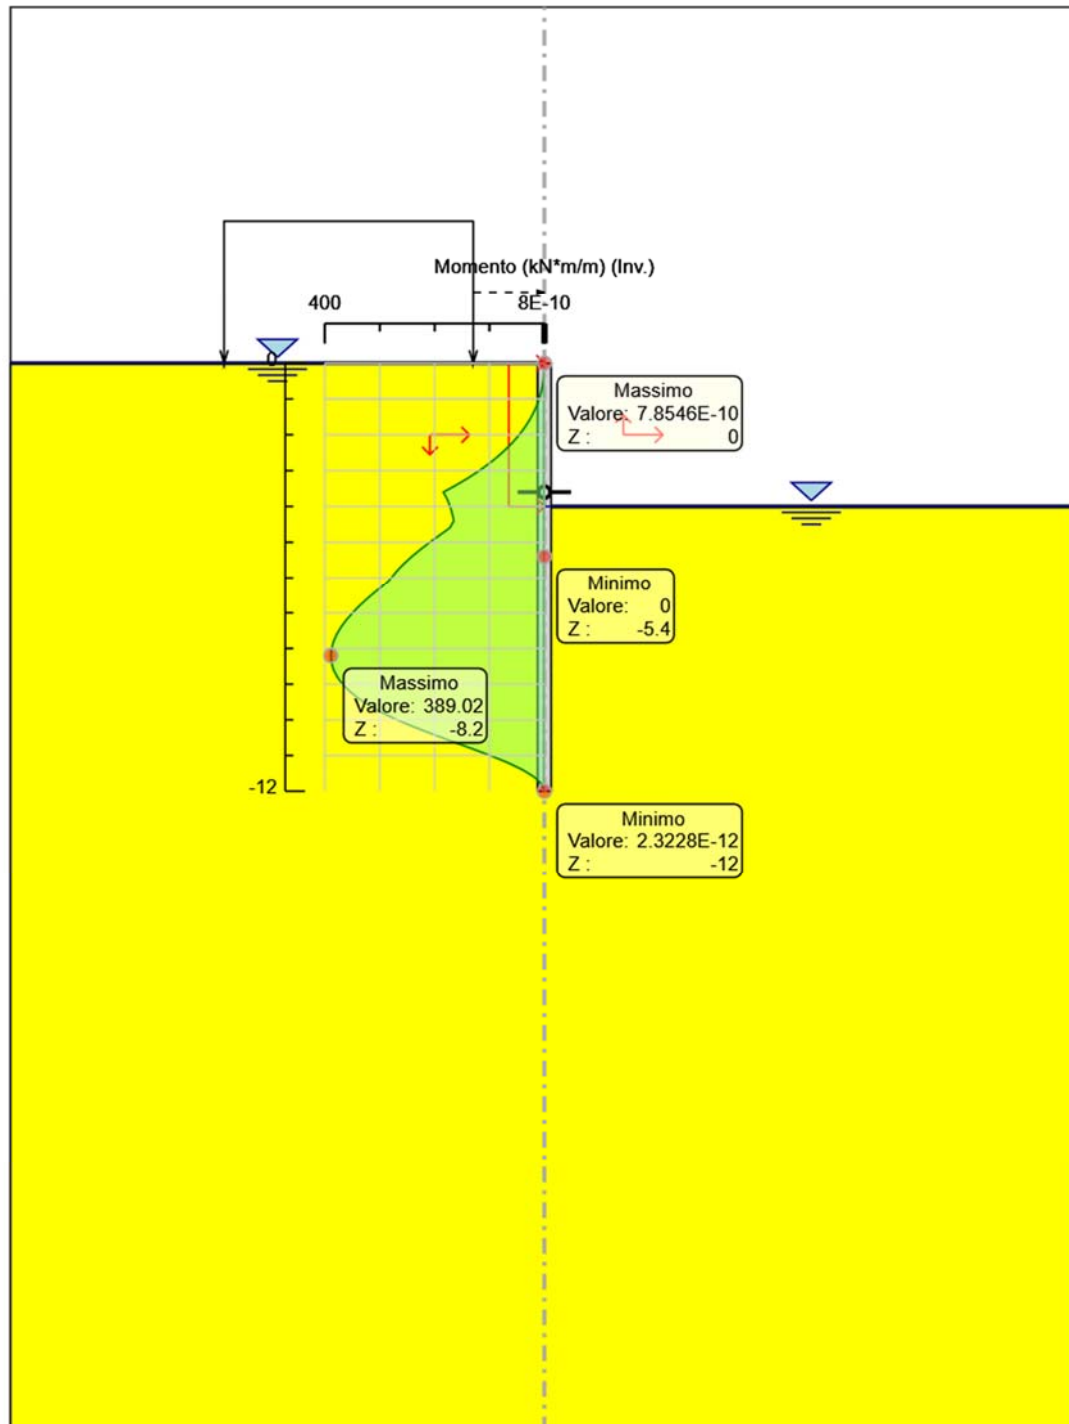 Momento (kN*m/m) (Inv.)
400 8E-10
0
Massimo
Valore: 7.8546E-10
Z : 0
Minimo
Valore: 0
Z : -5.4
Massimo
Valore: 389.02
Z : -8.2
-12
Minimo
Valore: 2.3228E-12
Z : -12